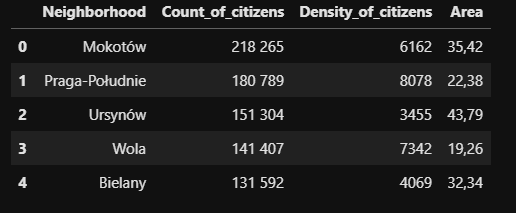 Neighborhood Count_of_citizens Density_of_citizens Area
0 Mokotów 218 265 6162 35,42
1 Praga-Południe 180 789 8078 22,38
2 Ursynów 151 304 3455 43,79
3 Wola 141 407 7342 19,26
4 Bielany 131 592 4069 32,34